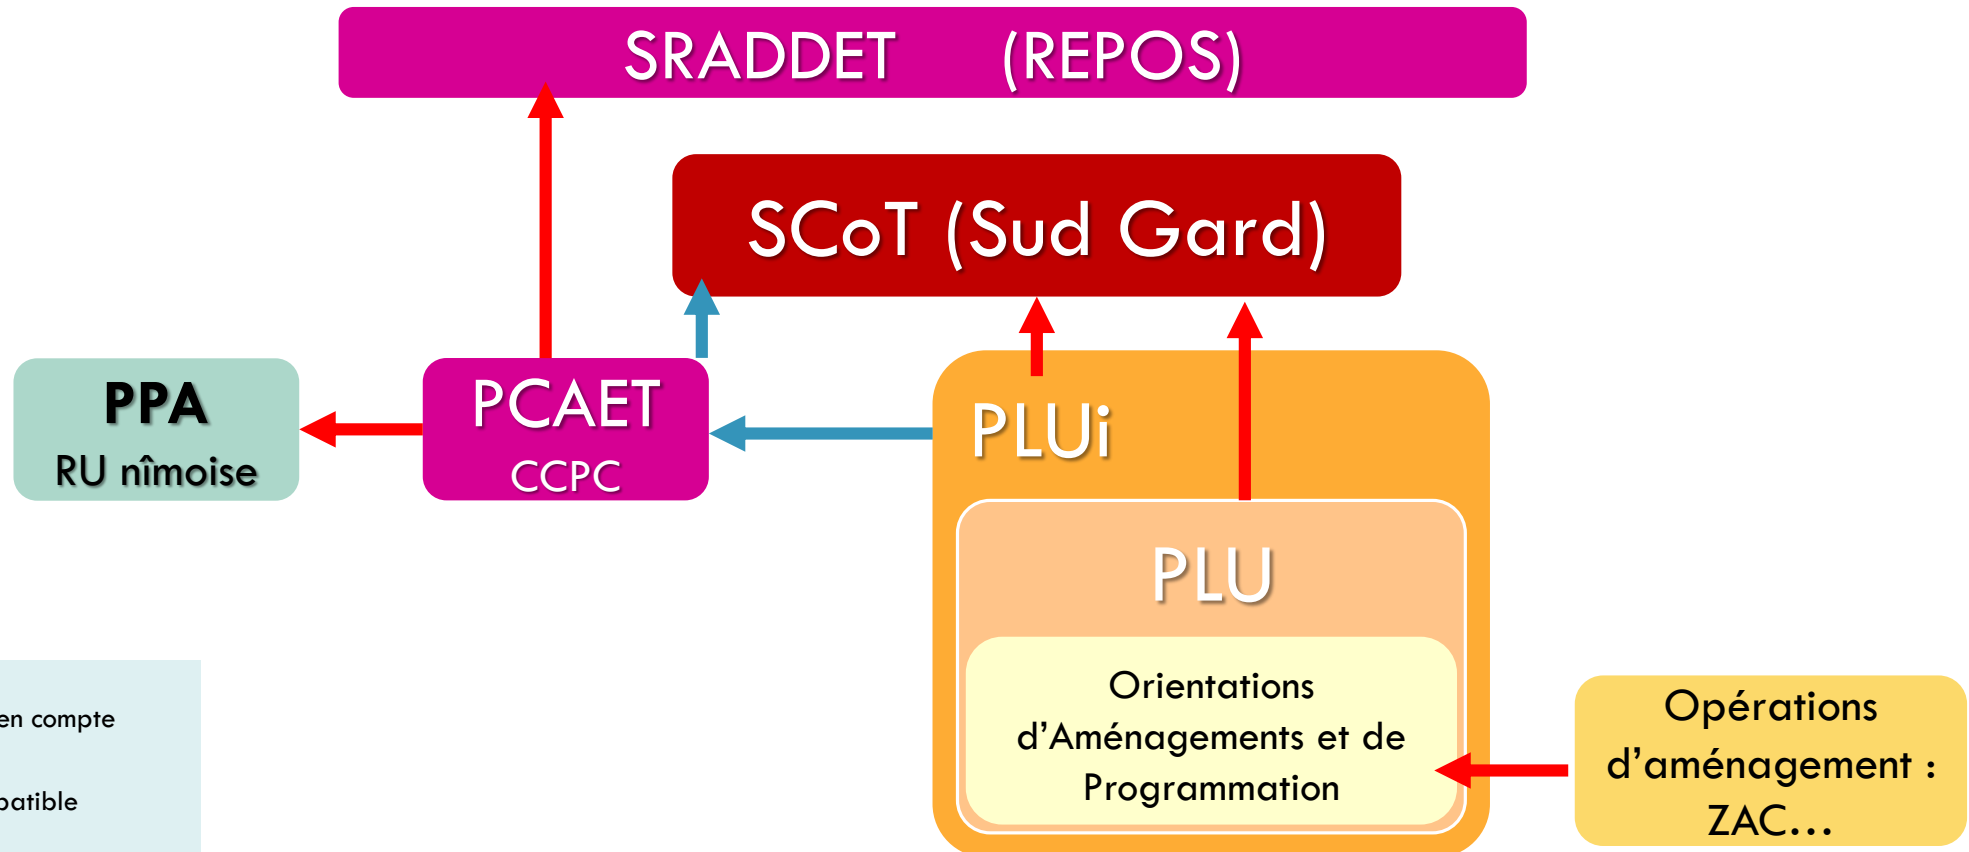 SRADDET (REPOS)
SCoT (Sud Gard)
PPA
RU nîmoise
PCAET
CCPC
PLUi
PLU
Orientations
d’Aménagements et de
Programmation
Opérations
d’aménagement :
ZAC…
en compte